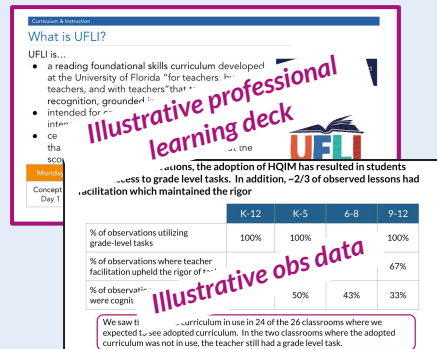 Curriculum & Instruction
What is UFLI?
UFLI is…
• a reading foundational skills curriculum developed
at the University of Florida "for teachers, by
teachers, and with teachers" that
recognition, grounded
• intended for
• ce
tha
the
sco
Illustrative professional
learning deck
UFLI
Monday
Concept
Day 1
ations, the adoption of HQIM has resulted in students
access to grade level tasks. In addition, ~2/3 of observed lessons had
facilitation which maintained the rigor
K-12 K-5 6-8 9-12
% of observations utilizing
grade-level tasks 100% 100% 100%
% of observations where teacher
facilitation upheld the rigor of 67%
% of observations
were cognit 50% 43% 33%
Illustrative obs data
We saw curriculum in use in 24 of the 26 classrooms where we
expected to see adopted curriculum. In the two classrooms where the adopted
curriculum was not in use, the teacher still had a grade level task.